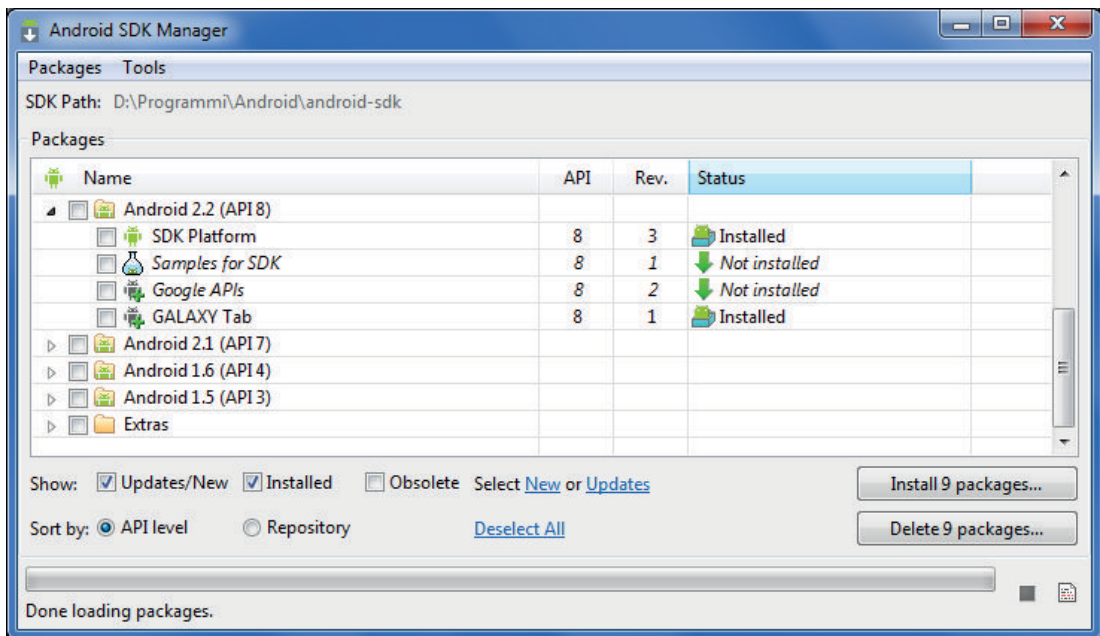 Android SDK Manager
Packages Tools
SDK Path: D:\Programmi\Android\android-sdk
Packages
Name API Rev. Status
Android 2.2 (API 8)
SDK Platform 8 3 Installed
Samples for SDK 8 1 Not installed
Google APIs 8 2 Not installed
GALAXY Tab 8 1 Installed
Android 2.1 (API 7)
Android 1.6 (API 4)
Android 1.5 (API 3)
Extras
Show: Updates/New Installed Obsolete Select New or Updates Install 9 packages...
Sort by: API level Repository Deselect All Delete 9 packages...
Done loading packages.